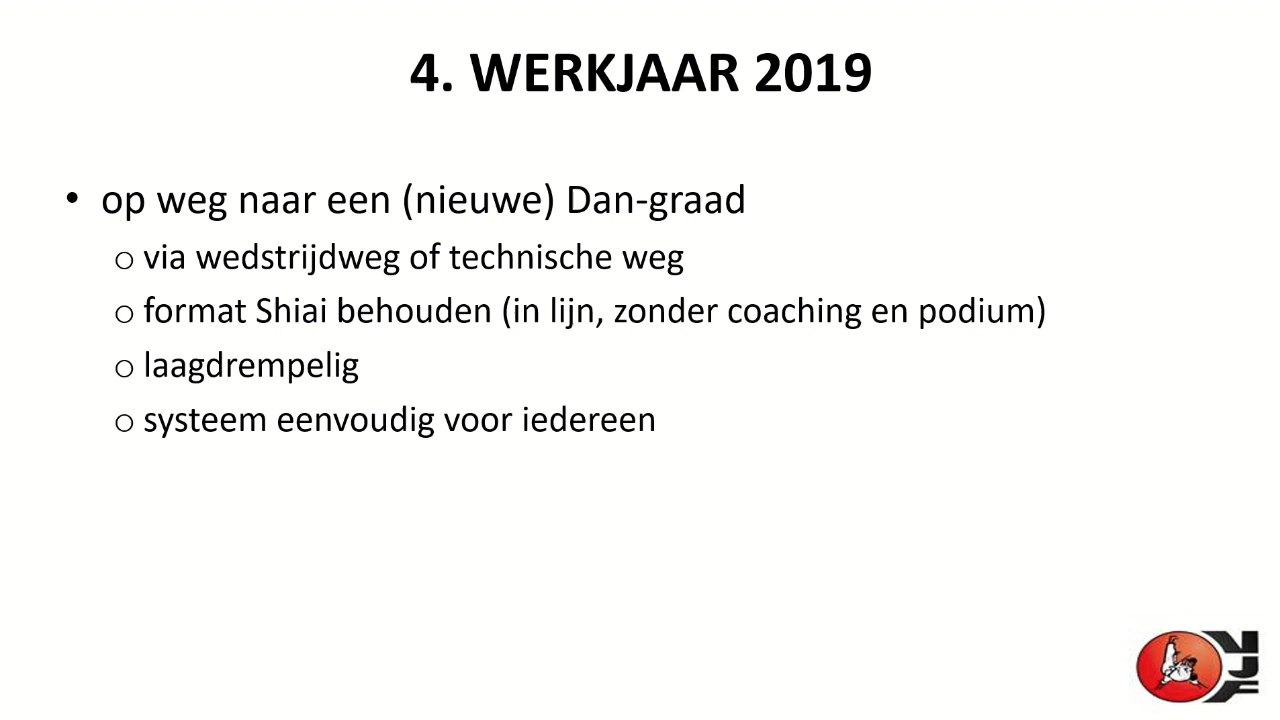 4. WERKJAAR 2019
• op weg naar een (nieuwe) Dan-graad
o via wedstrijdweg of technische weg
o format Shiai behouden (in lijn, zonder coaching en podium)
o laagdrempelig
o systeem eenvoudig voor iedereen
VJF